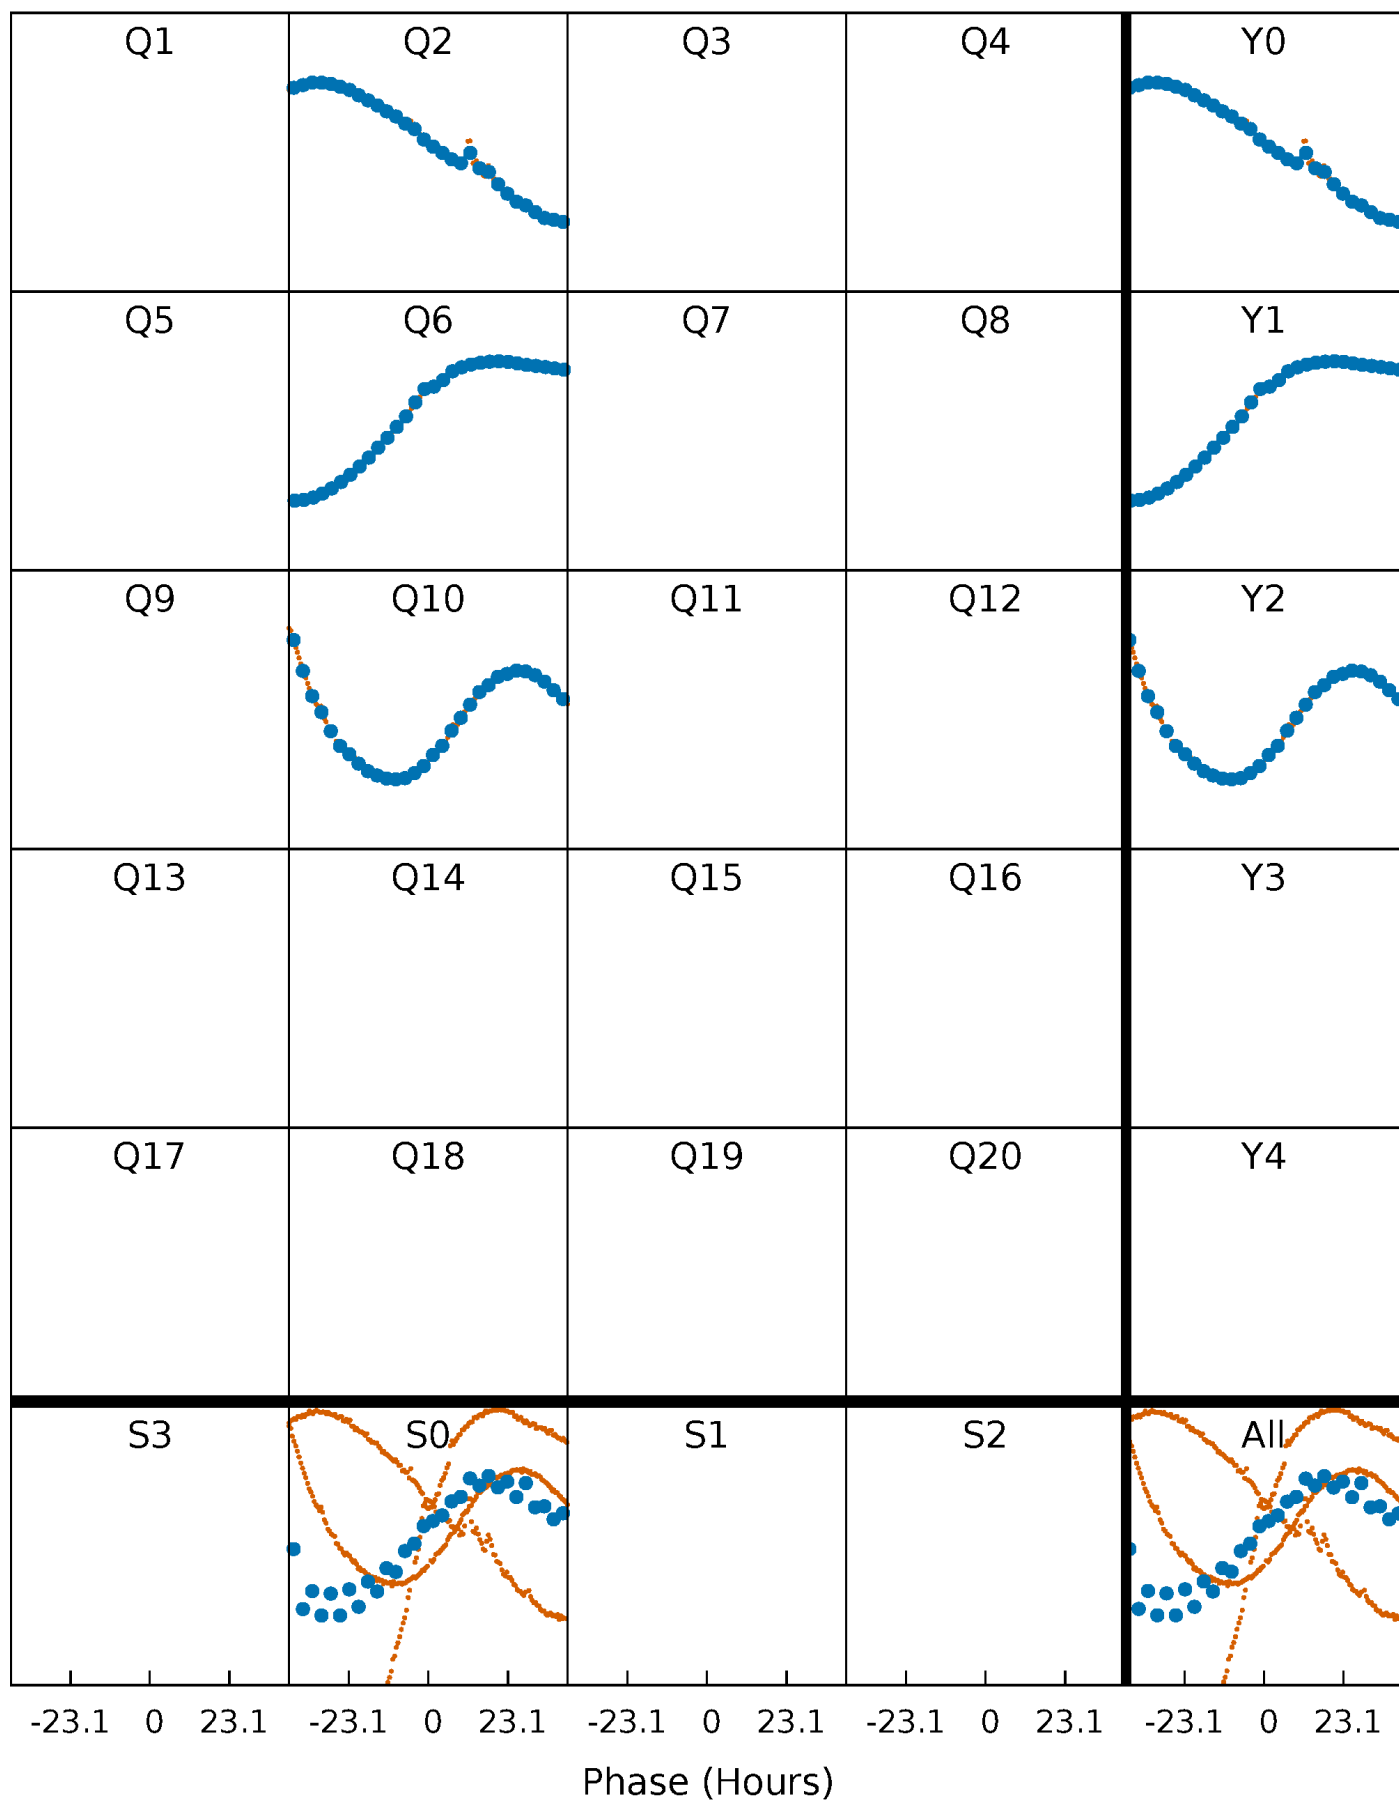 Q1 Q2 Q3 Q4 Y0
Q5 Q6 Q7 Q8 Y1
Q9 Q10 Q11 Q12 Y2
Q13 Q14 Q15 Q16 Y3
Q17 Q18 Q19 Q20 Y4
S3 S0 S1 S2 All
-23.1 0 23.1 -23.1 0 23.1 -23.1 0 23.1 -23.1 0 23.1 -23.1 0 23.1
Phase (Hours)